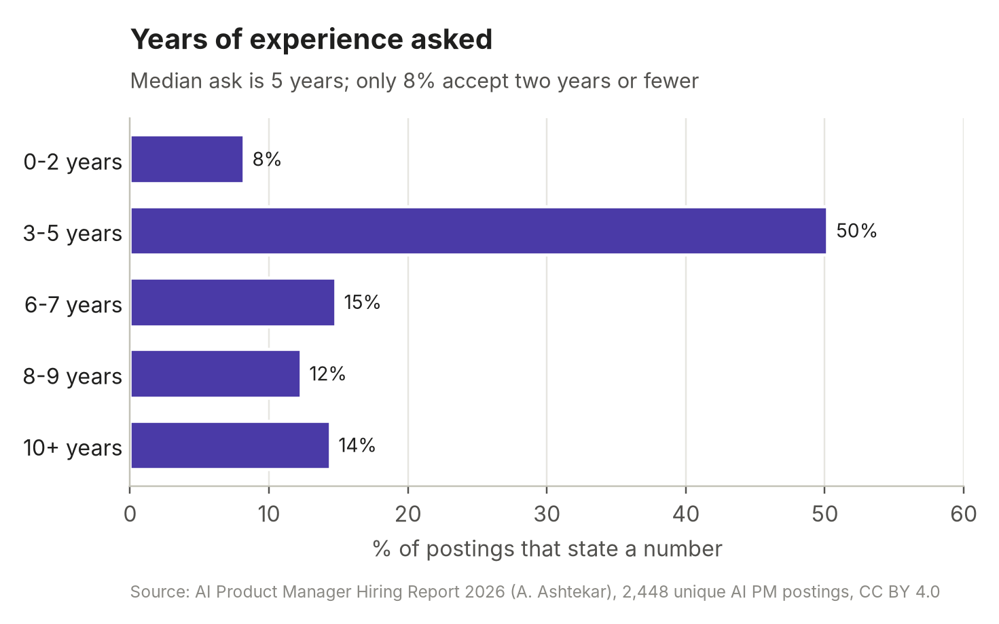 Years of experience asked
Median ask is 5 years; only 8% accept two years or fewer
0-2 years 8%
3-5 years 50%
6-7 years 15%
8-9 years 12%
10+ years 14%
0 10 20 30 40 50 60
% of postings that state a number
Source: AI Product Manager Hiring Report 2026 (A. Ashtekar), 2,448 unique AI PM postings, CC BY 4.0